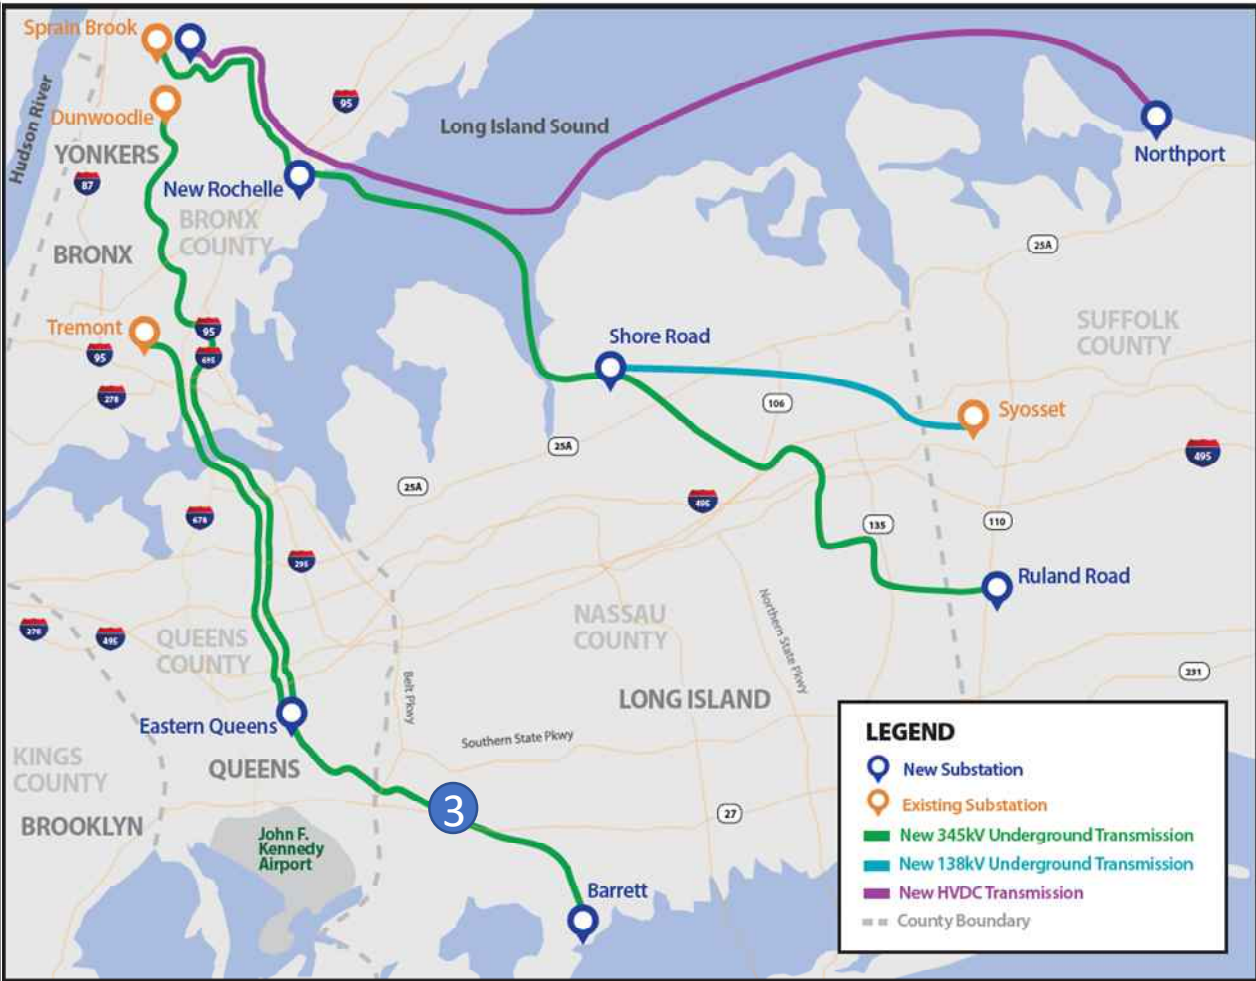 Sprain Brook
Hudson River
95
Dunwoodie
Long Island Sound
YONKERS
87
Northport
New Rochelle
BRONX
COUNTY
BRONX
25A
Tremont
95
95
695
278
Shore Road
SUFFOLK
COUNTY
106
Syosset
25A
495
25A
495
678
135
110
295
Ruland Road
278
495
QUEENS
COUNTY
NASSAU
COUNTY
Northern State Pkwy
231
Belt Pkwy
LONG ISLAND
Eastern Queens
Southern State Pkwy
KINGS
COUNTY
QUEENS
3
27
BROOKLYN
John F.
Kennedy
Airport
Barrett
LEGEND
New Substation
Existing Substation
New 345kV Underground Transmission
New 138kV Underground Transmission
New HVDC Transmission
County Boundary